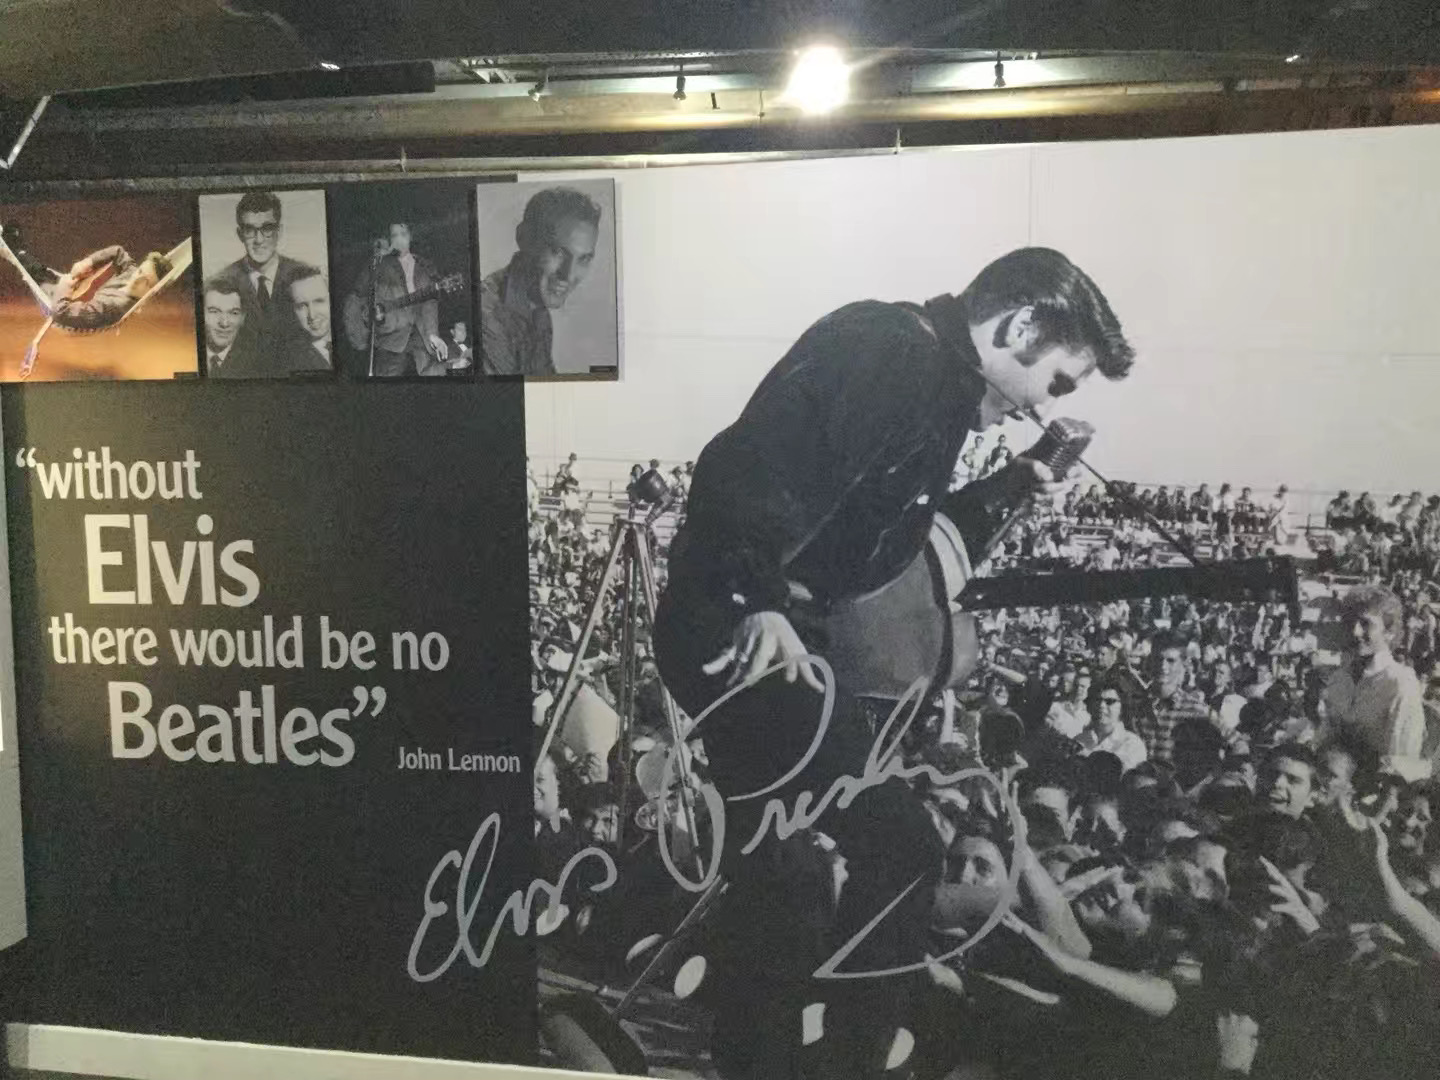 “without
Elvis
there would be no
Beatles”
John Lennon
Elvis Presley